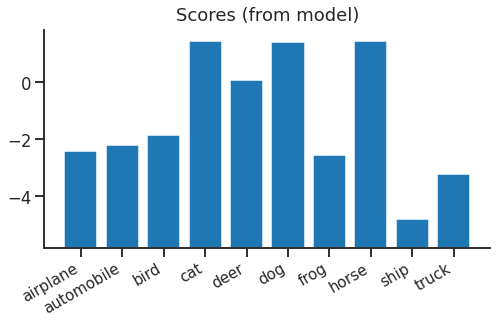 Scores (from model)
0
−2
−4
airplane
automobile
bird
cat
deer
dog
frog
horse
ship
truck